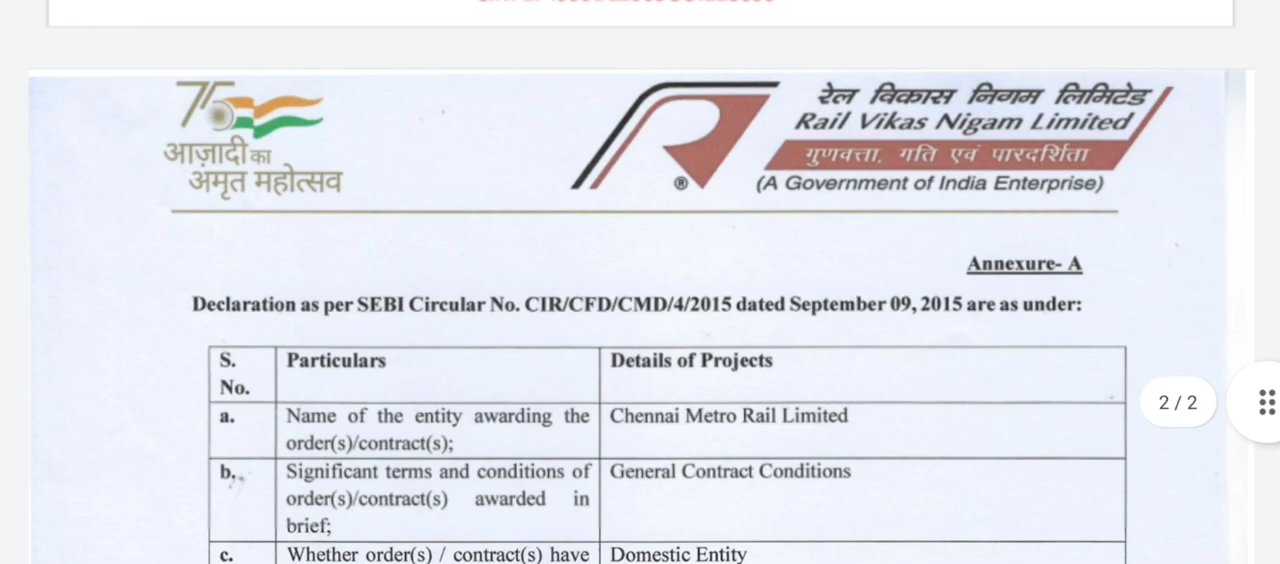 75
आज़ादी का
अमृत महोत्सव
रेल विकास निगम लिमिटेड
Rail Vikas Nigam Limited
गुणवत्ता, गति एवं पारदर्शिता
®
(A Government of India Enterprise)
Annexure- A
Declaration as per SEBI Circular No. CIR/CFD/CMD/4/2015 dated September 09, 2015 are as under:
S. No. Particulars Details of Projects
a. Name of the entity awarding the Chennai Metro Rail Limited
order(s)/contract(s);
b. Significant terms and conditions of General Contract Conditions
order(s)/contract(s) awarded in
brief;
c. Whether order(s) / contract(s) have Domestic Entity
2 / 2